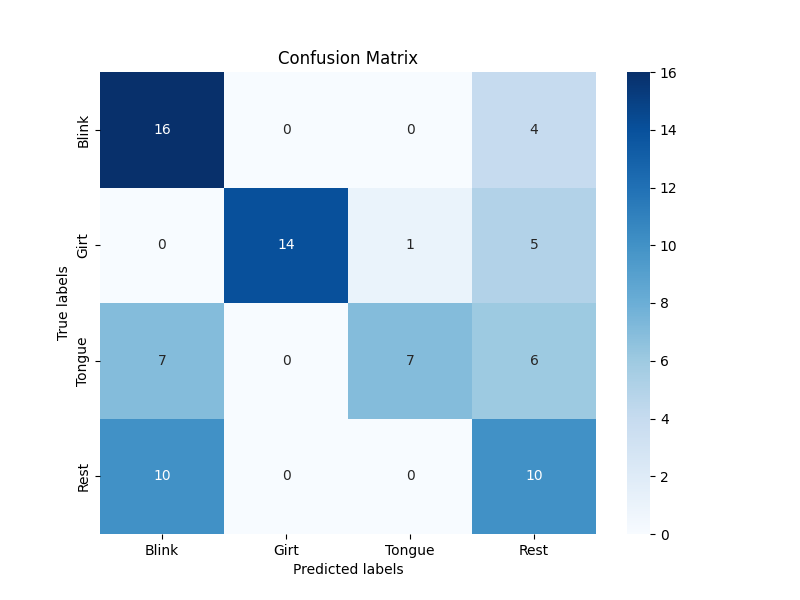 Confusion Matrix
Blink 16 0 0 4
Girt 0 14 1 5
Tongue 7 0 7 6
Rest 10 0 0 10
True labels
Blink Girt Tongue Rest
Predicted labels
16
14
12
10
8
6
4
2
0